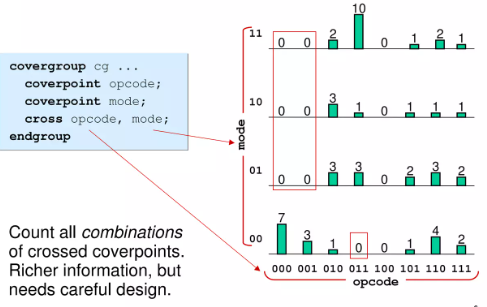 covergroup cg ...
coverpoint opcode;
coverpoint mode;
cross opcode, mode;
endgroup
Count all combinations
of crossed coverpoints.
Richer information, but
needs careful design.
mode
11
0 0 2 10 0 1 2 1
10
0 0 3 1 0 1 1 1
01
0 0 3 3 0 2 3 2
00
7 3 1 0 0 1 4 2
000 001 010 011 100 101 110 111
opcode